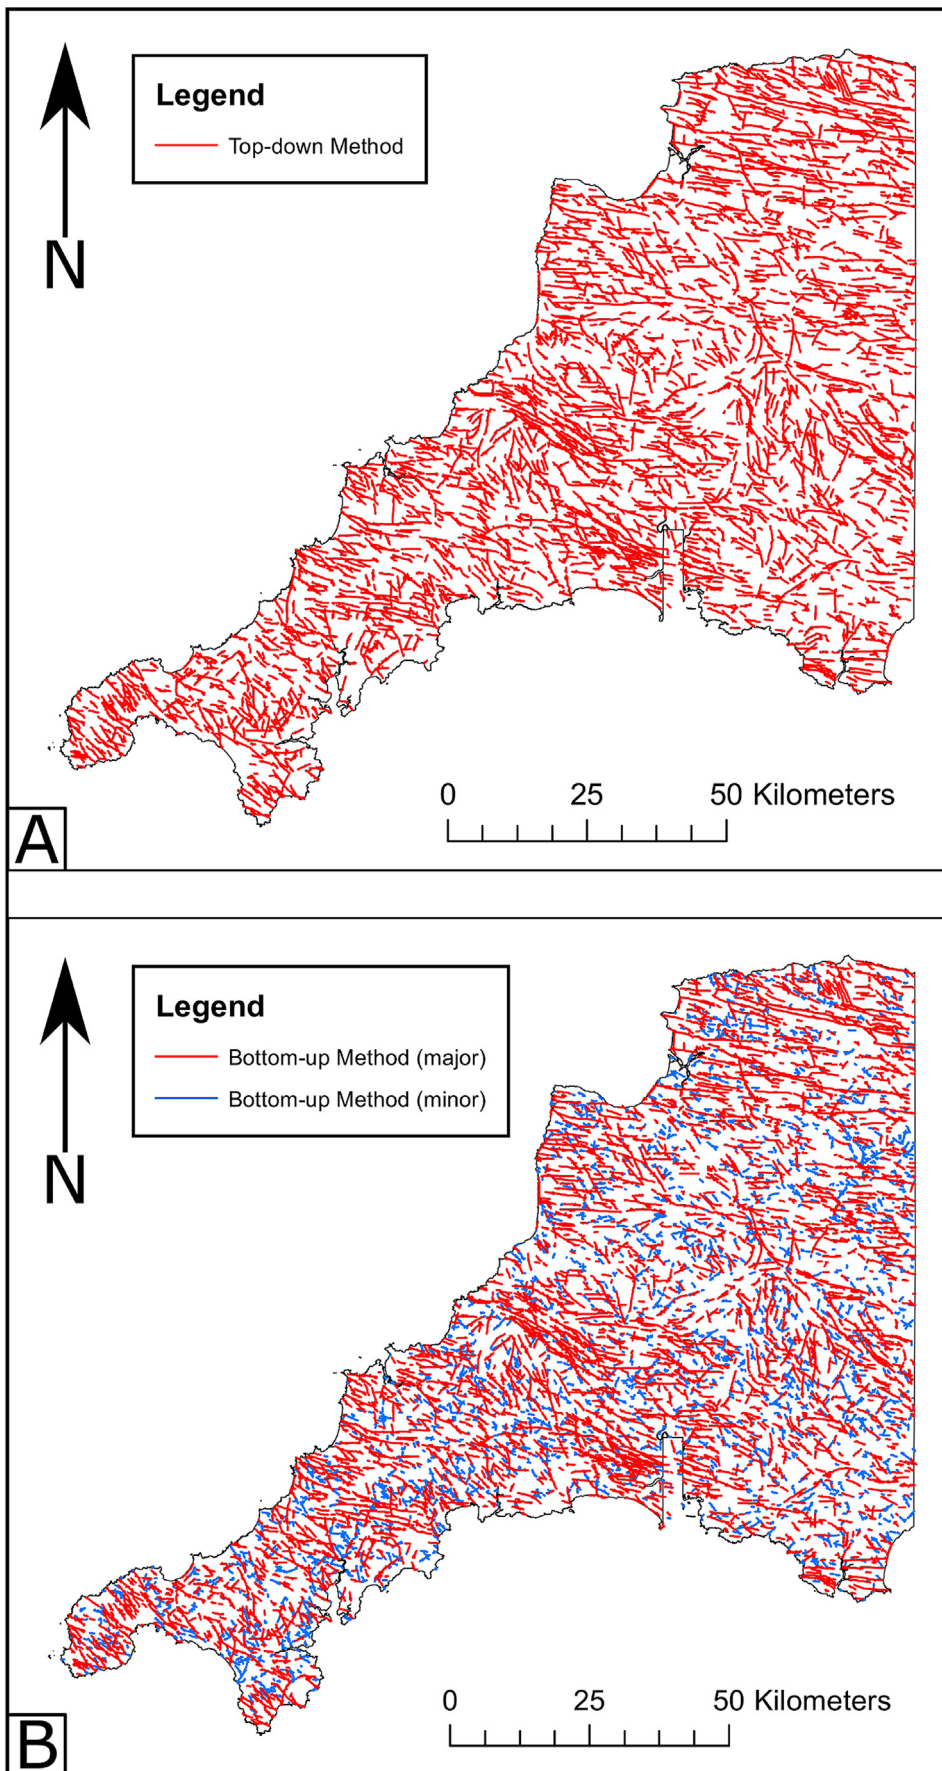 N
Legend
Top-down Method
0 25 50 Kilometers
A
N
Legend
Bottom-up Method (major)
Bottom-up Method (minor)
0 25 50 Kilometers
B